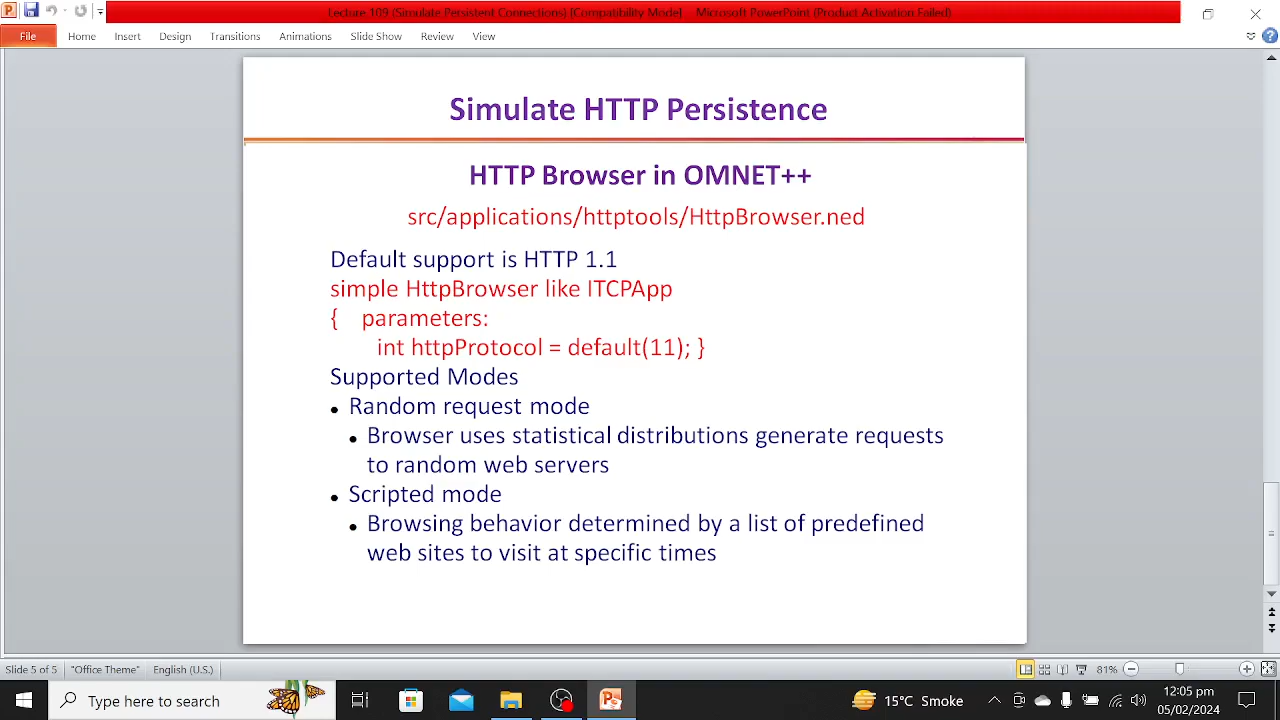 Lecture 109 (Simulate Persistent Connections) [Compatibility Mode] - Microsoft PowerPoint (Product Activation Failed)
File Home Insert Design Transitions Animations Slide Show Review View
Simulate HTTP Persistence
HTTP Browser in OMNET++
src/applications/httptools/HttpBrowser.ned
Default support is HTTP 1.1
simple HttpBrowser like ITCPApp
{ parameters:
int httpProtocol = default(11); }
Supported Modes
• Random request mode
• Browser uses statistical distributions generate requests
to random web servers
• Scripted mode
• Browsing behavior determined by a list of predefined
web sites to visit at specific times
Slide 5 of 5 "Office Theme" English (U.S.) 81%
Type here to search 15°C Smoke 12:05 pm
05/02/2024